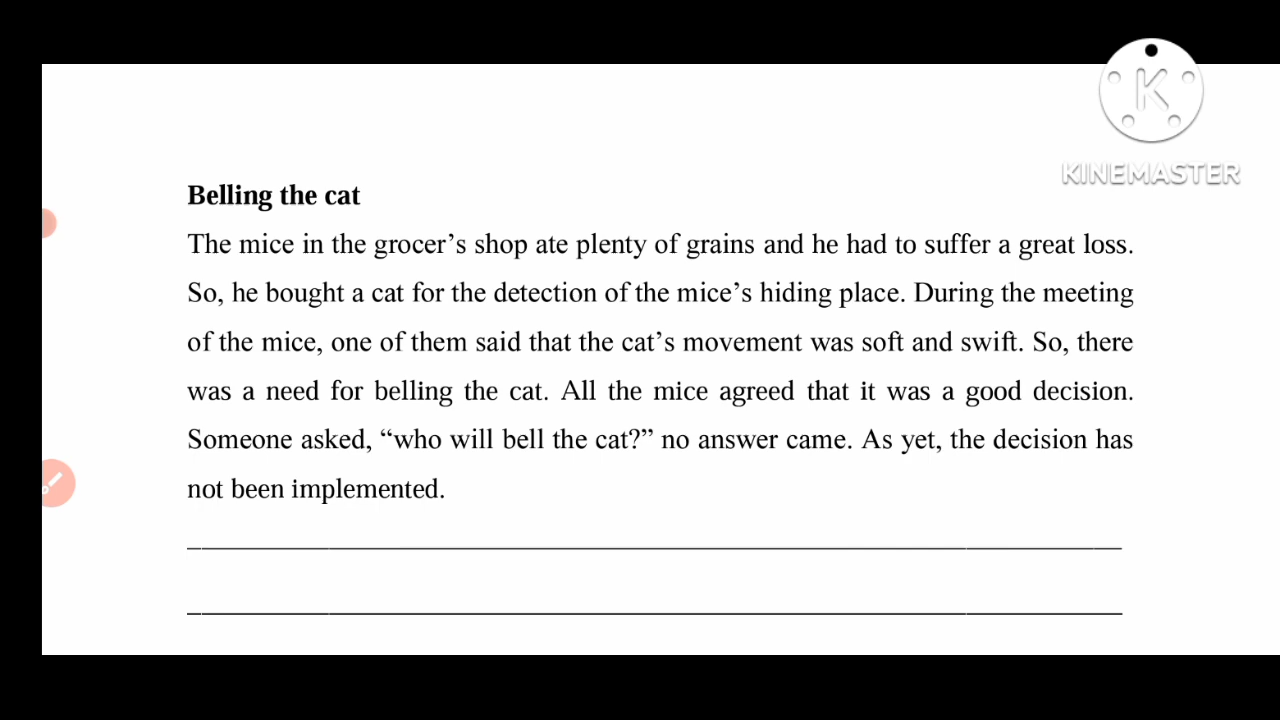 K
KINEMASTER
Belling the cat
The mice in the grocer’s shop ate plenty of grains and he had to suffer a great loss.
So, he bought a cat for the detection of the mice’s hiding place. During the meeting
of the mice, one of them said that the cat’s movement was soft and swift. So, there
was a need for belling the cat. All the mice agreed that it was a good decision.
Someone asked, “who will bell the cat?” no answer came. As yet, the decision has
not been implemented.